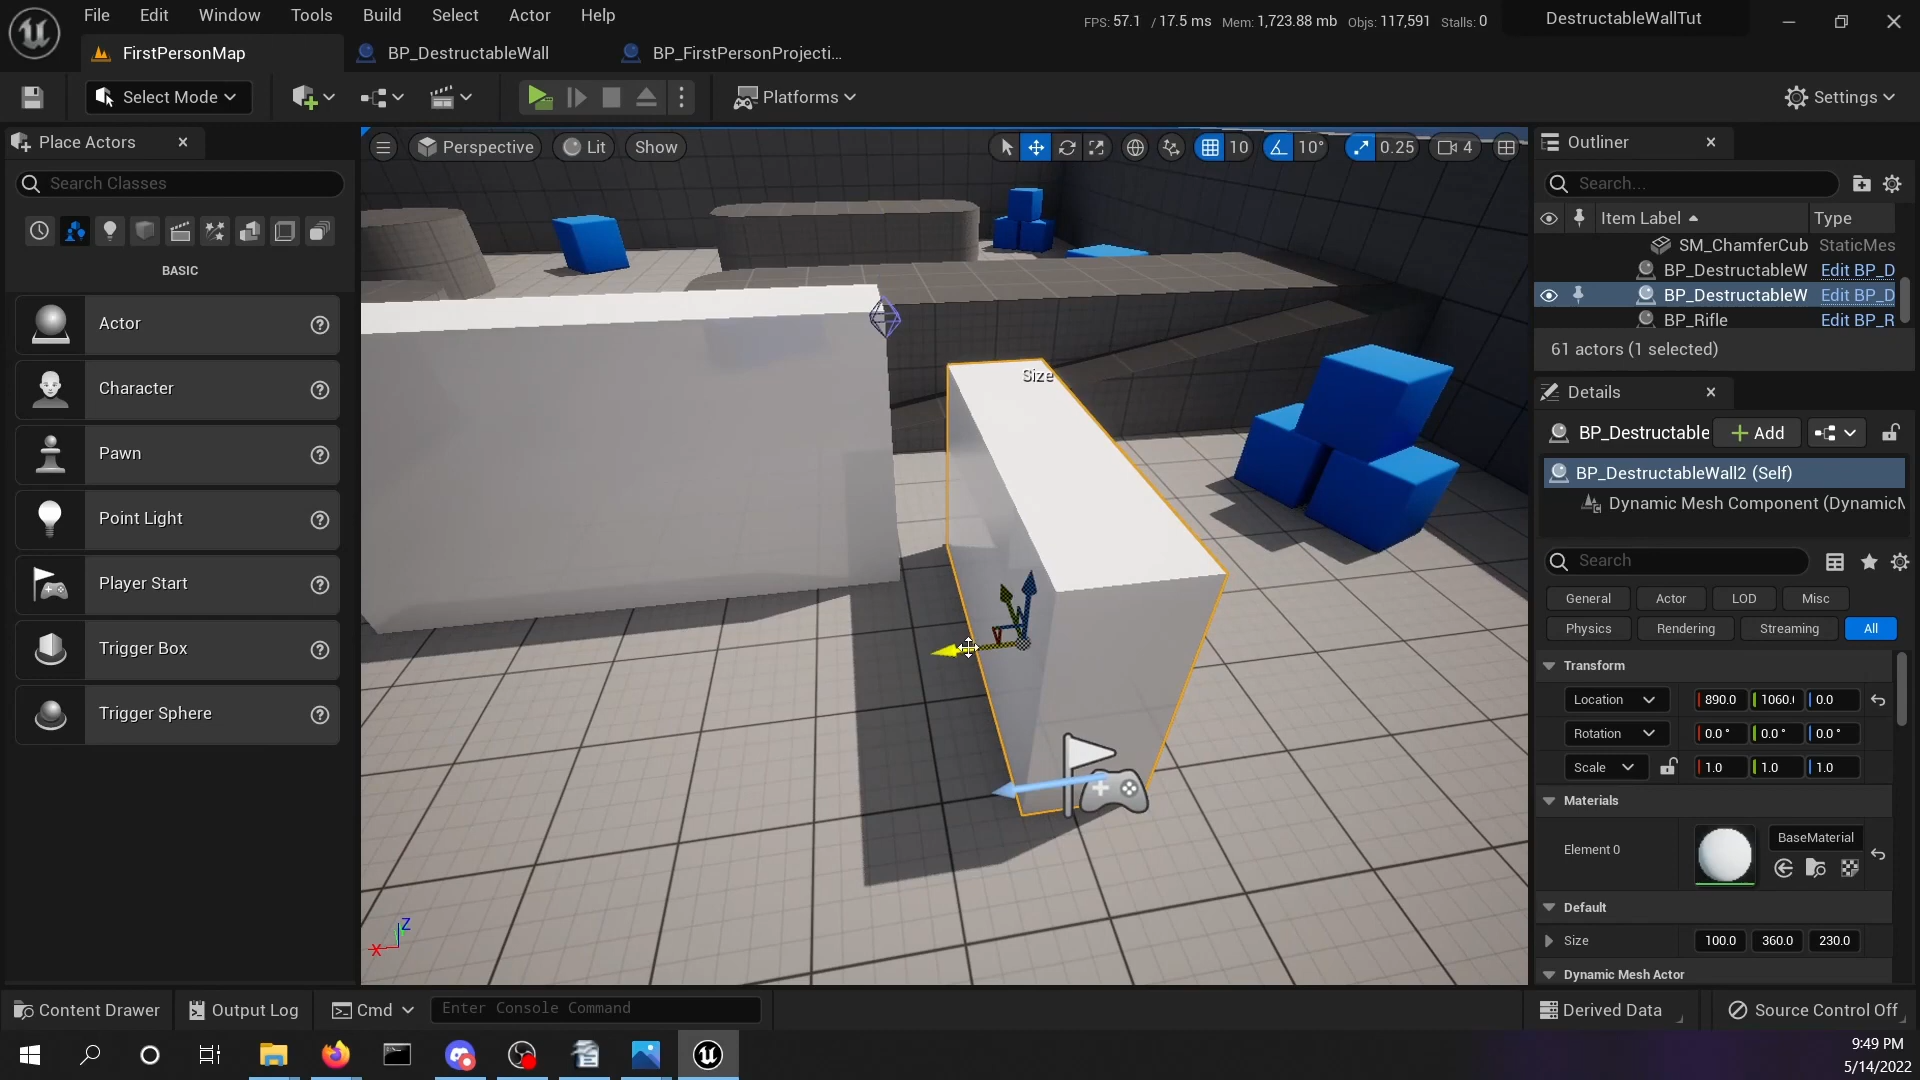 File Edit Window Tools Build Select Actor Help
FPS: 57.1 / 17.5 ms Mem: 1,723.88 mb Objs: 117,591 Stalls: 0
DestructableWallTut
FirstPersonMap
BP_DestructableWall
BP_FirstPersonProjecti...
Select Mode
Platforms
Settings
Place Actors
Search Classes
BASIC
Actor
Character
Pawn
Point Light
Player Start
Trigger Box
Trigger Sphere
Perspective Lit Show
10 10° 0.25 4
Size
Z
X
Outliner
Search...
Item Label Type
SM_ChamferCub StaticMes
BP_DestructableW Edit BP_D
BP_DestructableW Edit BP_D
BP_Rifle Edit BP_R
61 actors (1 selected)
Details
BP_Destructable Add
BP_DestructableWall2 (Self)
Dynamic Mesh Component (Dynamic
Search
General Actor LOD Misc
Physics Rendering Streaming All
Transform
Location 890.0 1060. 0.0
Rotation 0.0° 0.0° 0.0°
Scale 1.0 1.0 1.0
Materials
Element 0 BaseMaterial
Default
Size 100.0 360.0 230.0
Dynamic Mesh Actor
Content Drawer Output Log Cmd Enter Console Command Derived Data Source Control Off
9:49 PM
5/14/2022